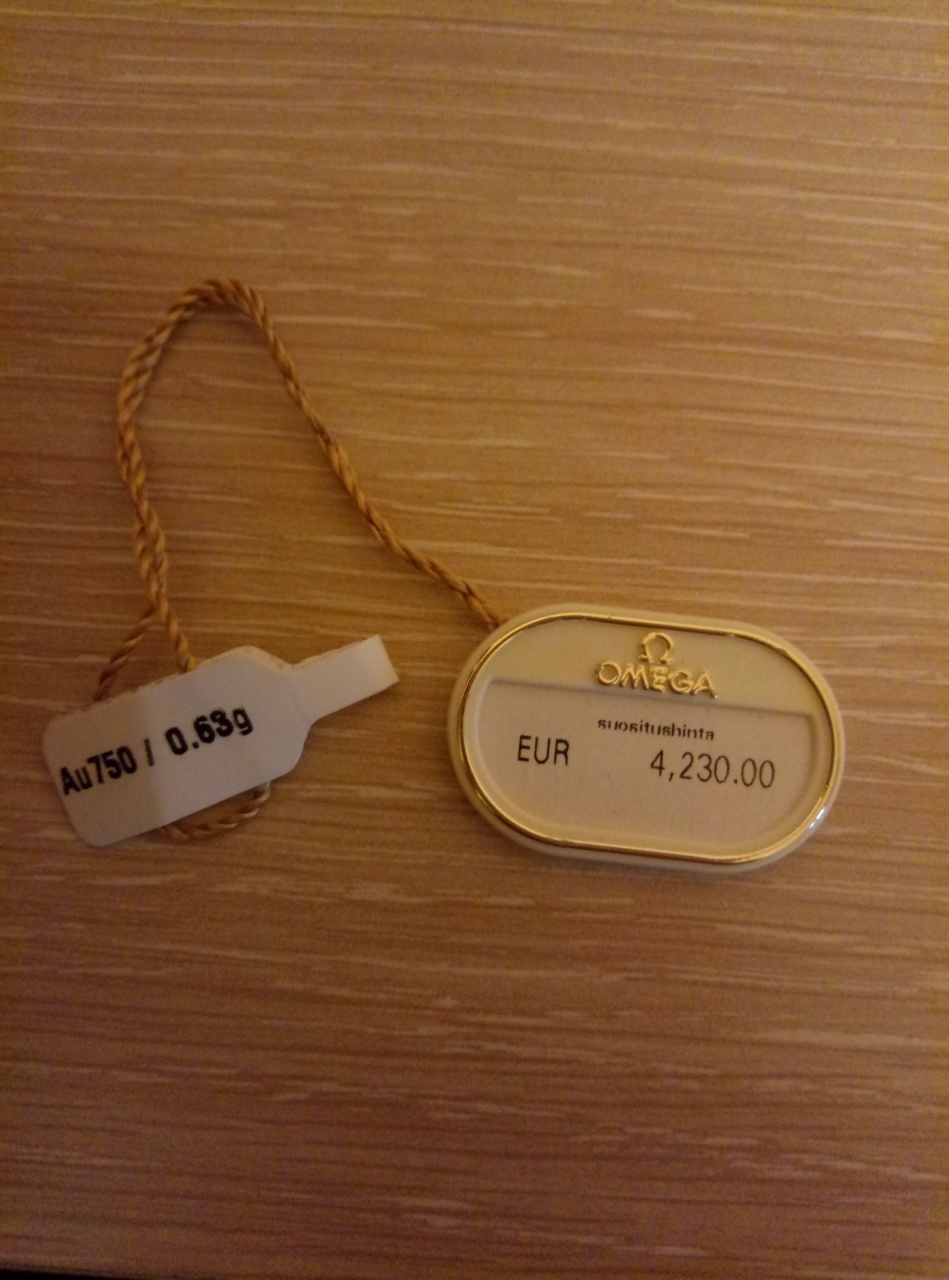 Au750 / 0.63g
Ω
OMEGA
suositushinta
EUR 4,230.00